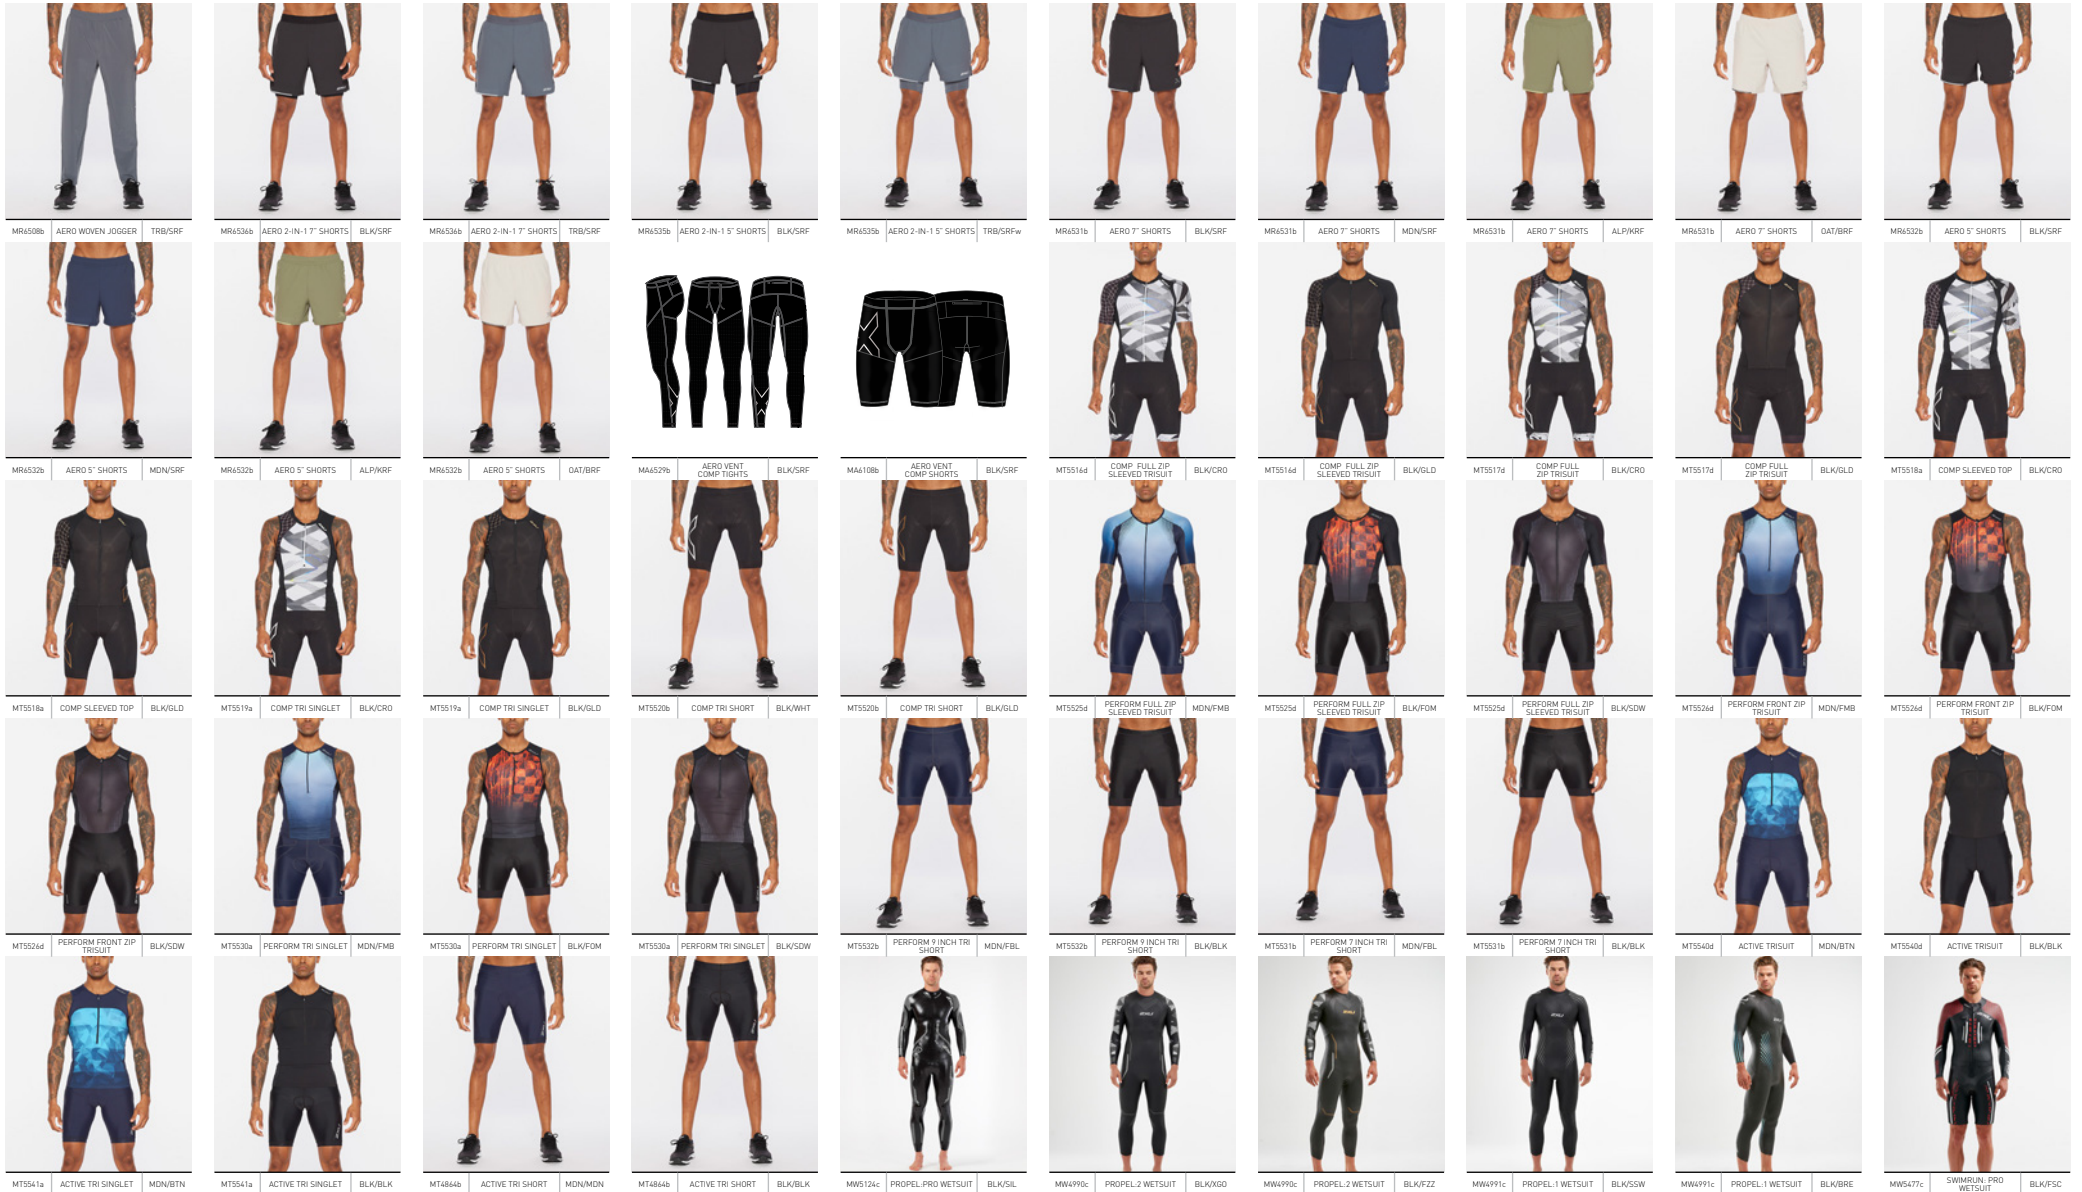 MR6508b AERO WOVEN JOGGER TRB/SRF
MR6536b AERO 2-IN-1 7" SHORTS BLK/SRF
MR6536b AERO 2-IN-1 7" SHORTS TRB/SRF
MR6535b AERO 2-IN-1 5" SHORTS BLK/SRF
MR6535b AERO 2-IN-1 5" SHORTS TRB/SRFw
MR6531b AERO 7" SHORTS BLK/SRF
MR6531b AERO 7" SHORTS MDN/SRF
MR6531b AERO 7" SHORTS ALP/KRF
MR6531b AERO 7" SHORTS OAT/BRF
MR6532b AERO 5" SHORTS BLK/SRF
MR6532b AERO 5" SHORTS MDN/SRF
MR6532b AERO 5" SHORTS ALP/KRF
MR6532b AERO 5" SHORTS OAT/BRF
MA6529b AERO VENT
COMP TIGHTS BLK/SRF
MA6108b AERO VENT
COMP SHORTS BLK/SRF
MT5516d COMP FULL ZIP
SLEEVED TRISUIT BLK/CRO
MT5516d COMP FULL ZIP
SLEEVED TRISUIT BLK/GLD
MT5517d COMP FULL
ZIP TRISUIT BLK/CRO
MT5517d COMP FULL
ZIP TRISUIT BLK/GLD
MT5518a COMP SLEEVED TOP BLK/CRO
MT5518a COMP SLEEVED TOP BLK/GLD
MT5519a COMP TRI SINGLET BLK/CRO
MT5519a COMP TRI SINGLET BLK/GLD
MT5520b COMP TRI SHORT BLK/WHT
MT5520b COMP TRI SHORT BLK/GLD
MT5525d PERFORM FULL ZIP
SLEEVED TRISUIT MDN/FMB
MT5525d PERFORM FULL ZIP
SLEEVED TRISUIT BLK/FOM
MT5525d PERFORM FULL ZIP
SLEEVED TRISUIT BLK/SDW
MT5526d PERFORM FRONT ZIP
TRISUIT MDN/FMB
MT5526d PERFORM FRONT ZIP
TRISUIT BLK/FOM
MT5526d PERFORM FRONT ZIP
TRISUIT BLK/SDW
MT5530a PERFORM TRI SINGLET MDN/FMB
MT5530a PERFORM TRI SINGLET BLK/FOM
MT5530a PERFORM TRI SINGLET BLK/SDW
MT5532b PERFORM 9 INCH TRI
SHORT MDN/FBL
MT5532b PERFORM 9 INCH TRI
SHORT BLK/BLK
MT5531b PERFORM 7 INCH TRI
SHORT MDN/FBL
MT5531b PERFORM 7 INCH TRI
SHORT BLK/BLK
MT5540d ACTIVE TRISUIT MDN/BTN
MT5540d ACTIVE TRISUIT BLK/BLK
MT5541a ACTIVE TRI SINGLET MDN/BTN
MT5541a ACTIVE TRI SINGLET BLK/BLK
MT4864b ACTIVE TRI SHORT MDN/MDN
MT4864b ACTIVE TRI SHORT BLK/BLK
MW5124c PROPEL:PRO WETSUIT BLK/SIL
MW4990c PROPEL:2 WETSUIT BLK/XGO
MW4990c PROPEL:2 WETSUIT BLK/FZZ
MW4991c PROPEL:1 WETSUIT BLK/SSW
MW4991c PROPEL:1 WETSUIT BLK/BRE
MW5477c SWIMRUN: PRO
WETSUIT BLK/FSC